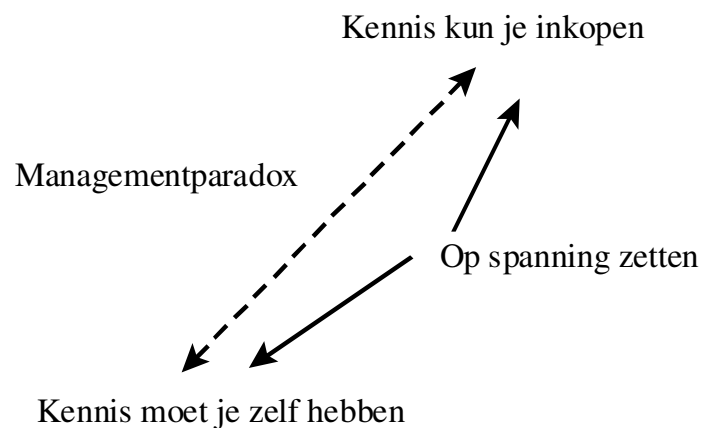 Kennis kun je inkopen
Managementparadox
Op spanning zetten
Kennis moet je zelf hebben